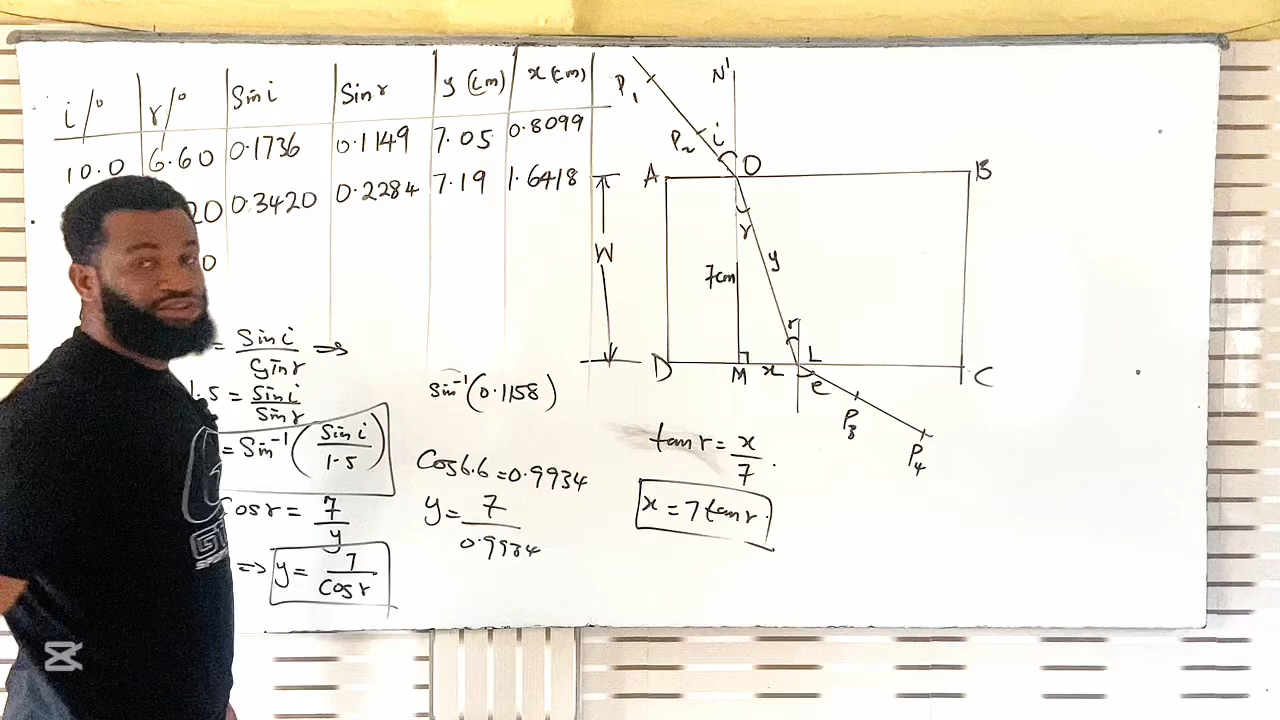 i/° r/° Sin i Sin r y (cm) x (cm)
10.0 6.60 0.1736 0.1149 7.05 0.8099
20 0.3420 0.2284 7.19 1.6418
0
= Sin i / Sin r ⇒
1.5 = Sin i / Sin r
= Sin⁻¹ (Sin i / 1.5)
Cos r = 7 / y
⇒ y = 7 / Cos r
Sin⁻¹ (0.1158)
Cos 6.6 = 0.9934
y = 7 / 0.9934
P1
N'
P2
i
O
A
B
r
W
y
7cm
r
D
M
x
L
C
e
P3
P4
tan r = x / 7 .
x = 7 tan r.